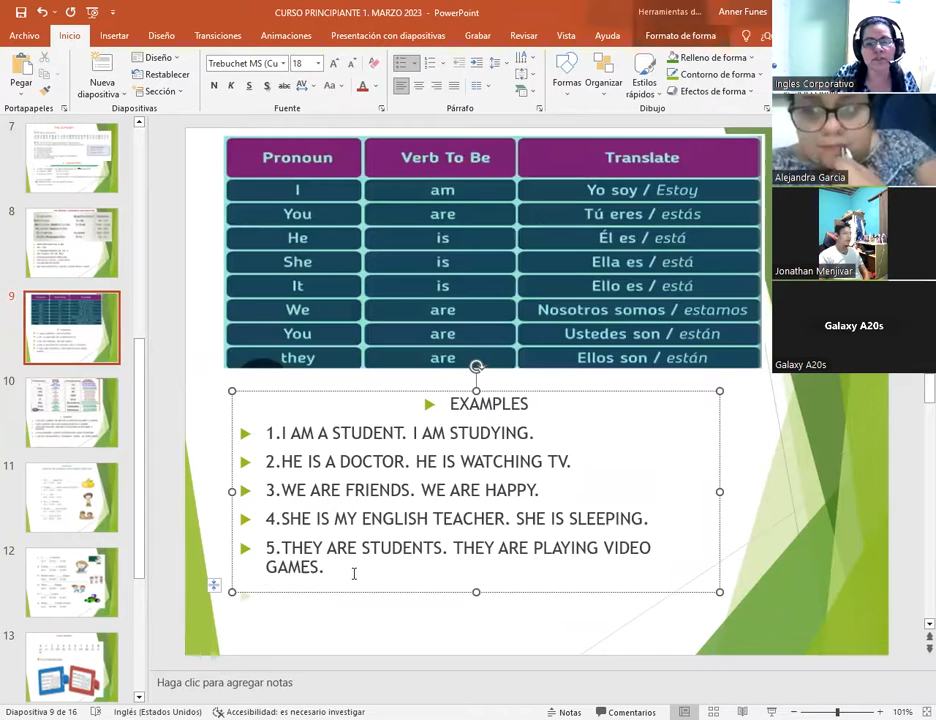 CURSO PRINCIPIANTE 1. MARZO 2023 - PowerPoint
Herramientas d...
Anner Funes
Archivo Inicio Insertar Diseño Transiciones Animaciones Presentación con diapositivas Grabar Revisar Vista Ayuda Formato de forma
Pegar
Nueva diapositiva
Diseño
Restablecer
Sección
Trebuchet MS (Cu 18
N K S
Aa
Formas Organizar Estilos rápidos
Relleno de forma
Contorno de forma
Efectos de forma
Portapapeles Diapositivas Fuente Párrafo Dibujo
Ingles Corporativo
Alejandra Garcia
Jonathan Menjivar
Galaxy A20s
Galaxy A20s
7
8
9
10
11
12
13
Pronoun Verb To Be Translate
I am Yo soy / Estoy
You are Tú eres / estás
He is Él es / está
She is Ella es / está
It is Ello es / está
We are Nosotros somos / estamos
You are Ustedes son / están
they are Ellos son / están
EXAMPLES
1.I AM A STUDENT. I AM STUDYING.
2.HE IS A DOCTOR. HE IS WATCHING TV.
3.WE ARE FRIENDS. WE ARE HAPPY.
4.SHE IS MY ENGLISH TEACHER. SHE IS SLEEPING.
5.THEY ARE STUDENTS. THEY ARE PLAYING VIDEO
GAMES.
Haga clic para agregar notas
Diapositiva 9 de 16 Inglés (Estados Unidos) Accesibilidad: es necesario investigar Notas Comentarios 101%